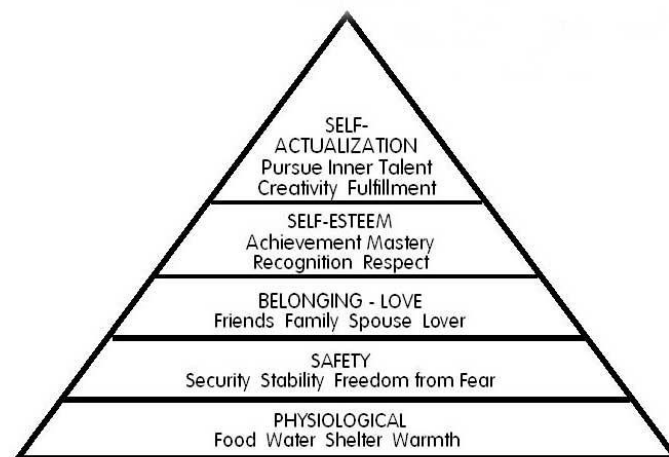 SELF-
ACTUALIZATION
Pursue Inner Talent
Creativity Fulfillment
SELF-ESTEEM
Achievement Mastery
Recognition Respect
BELONGING - LOVE
Friends Family Spouse Lover
SAFETY
Security Stability Freedom from Fear
PHYSIOLOGICAL
Food Water Shelter Warmth